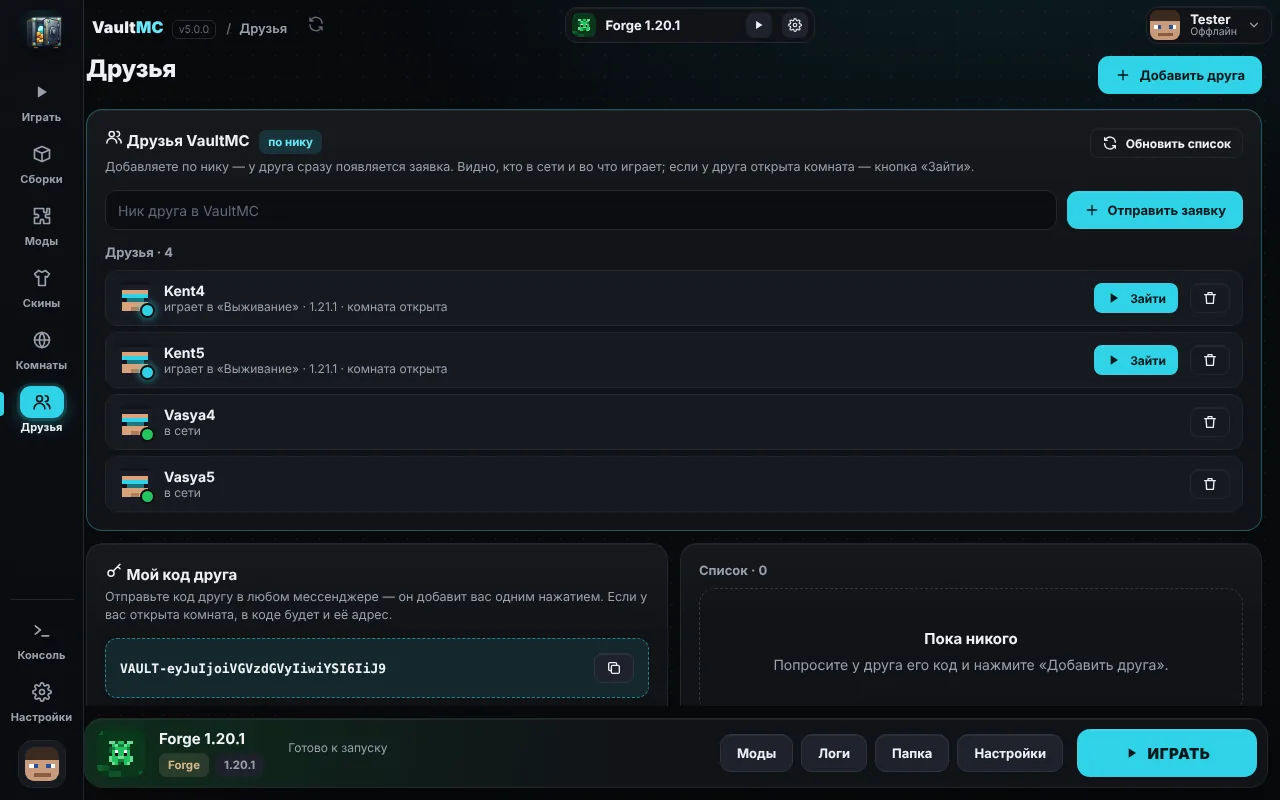 VaultMC v5.0.0 / Друзья
Forge 1.20.1
Tester
Оффлайн
Друзья
Добавить друга
Играть
Сборки
Моды
Скины
Комнаты
Друзья
Консоль
Настройки
Друзья VaultMC по нику
Обновить список
Добавляете по нику — у друга сразу появляется заявка. Видно, кто в сети и во что играет; если у друга открыта комната — кнопка «Зайти».
Ник друга в VaultMC
Отправить заявку
Друзья · 4
Kent4
играет в «Выживание» · 1.21.1 · комната открыта
Зайти
Kent5
играет в «Выживание» · 1.21.1 · комната открыта
Зайти
Vasya4
в сети
Vasya5
в сети
Мой код друга
Отправьте код другу в любом мессенджере — он добавит вас одним нажатием. Если у
вас открыта комната, в коде будет и её адрес.
VAULT-eyJuIjoiVGVzdGVyIiwiYSI6IiJ9
Список · 0
Пока никого
Попросите у друга его код и нажмите «Добавить друга».
Forge 1.20.1
Forge 1.20.1
Готово к запуску
Моды
Логи
Папка
Настройки
ИГРАТЬ